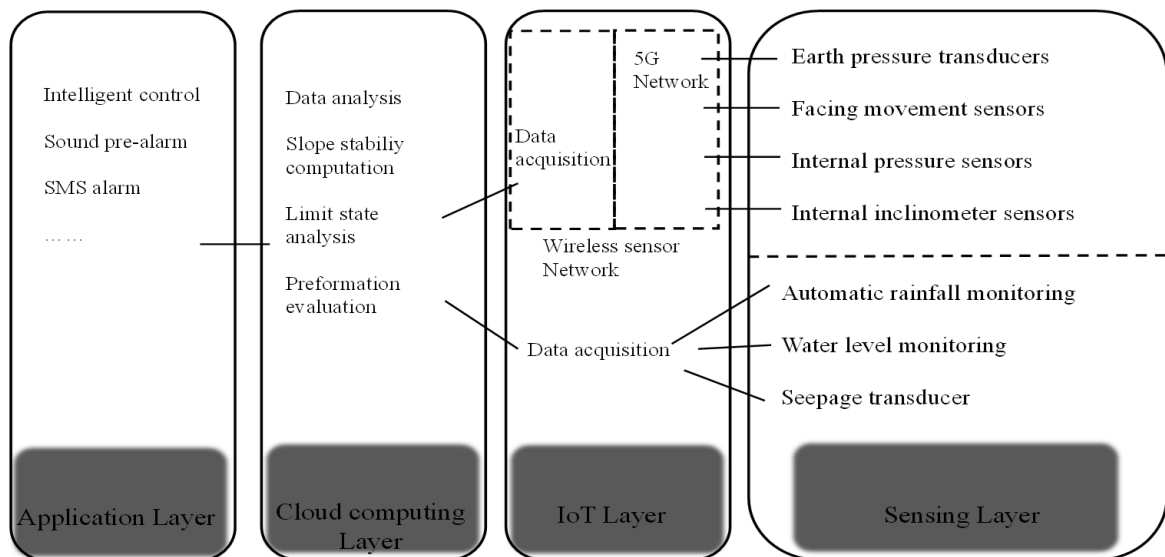 Intelligent control
Sound pre-alarm
SMS alarm
... ...
Application Layer
Data analysis
Slope stabiliy
computation
Limit state
analysis
Preformation
evaluation
Cloud computing
Layer
5G
Network
Data
acquisition
Wireless sensor
Network
Data acquisition
IoT Layer
Earth pressure transducers
Facing movement sensors
Internal pressure sensors
Internal inclinometer sensors
Automatic rainfall monitoring
Water level monitoring
Seepage transducer
Sensing Layer